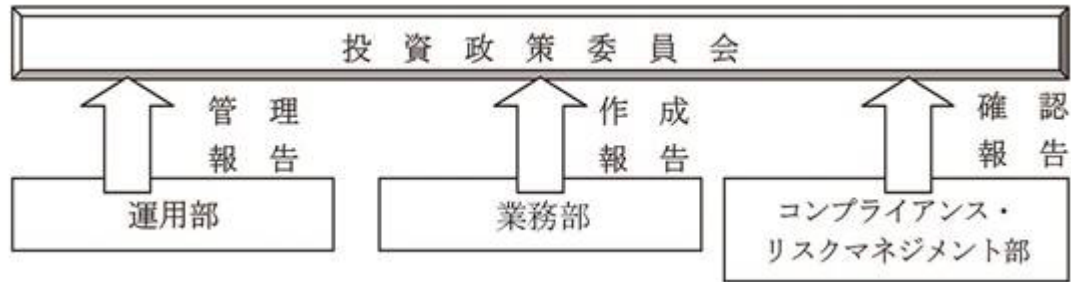 投資政策委員会
管理
報告
作成
報告
確認
報告
運用部
業務部
コンプライアンス・
リスクマネジメント部